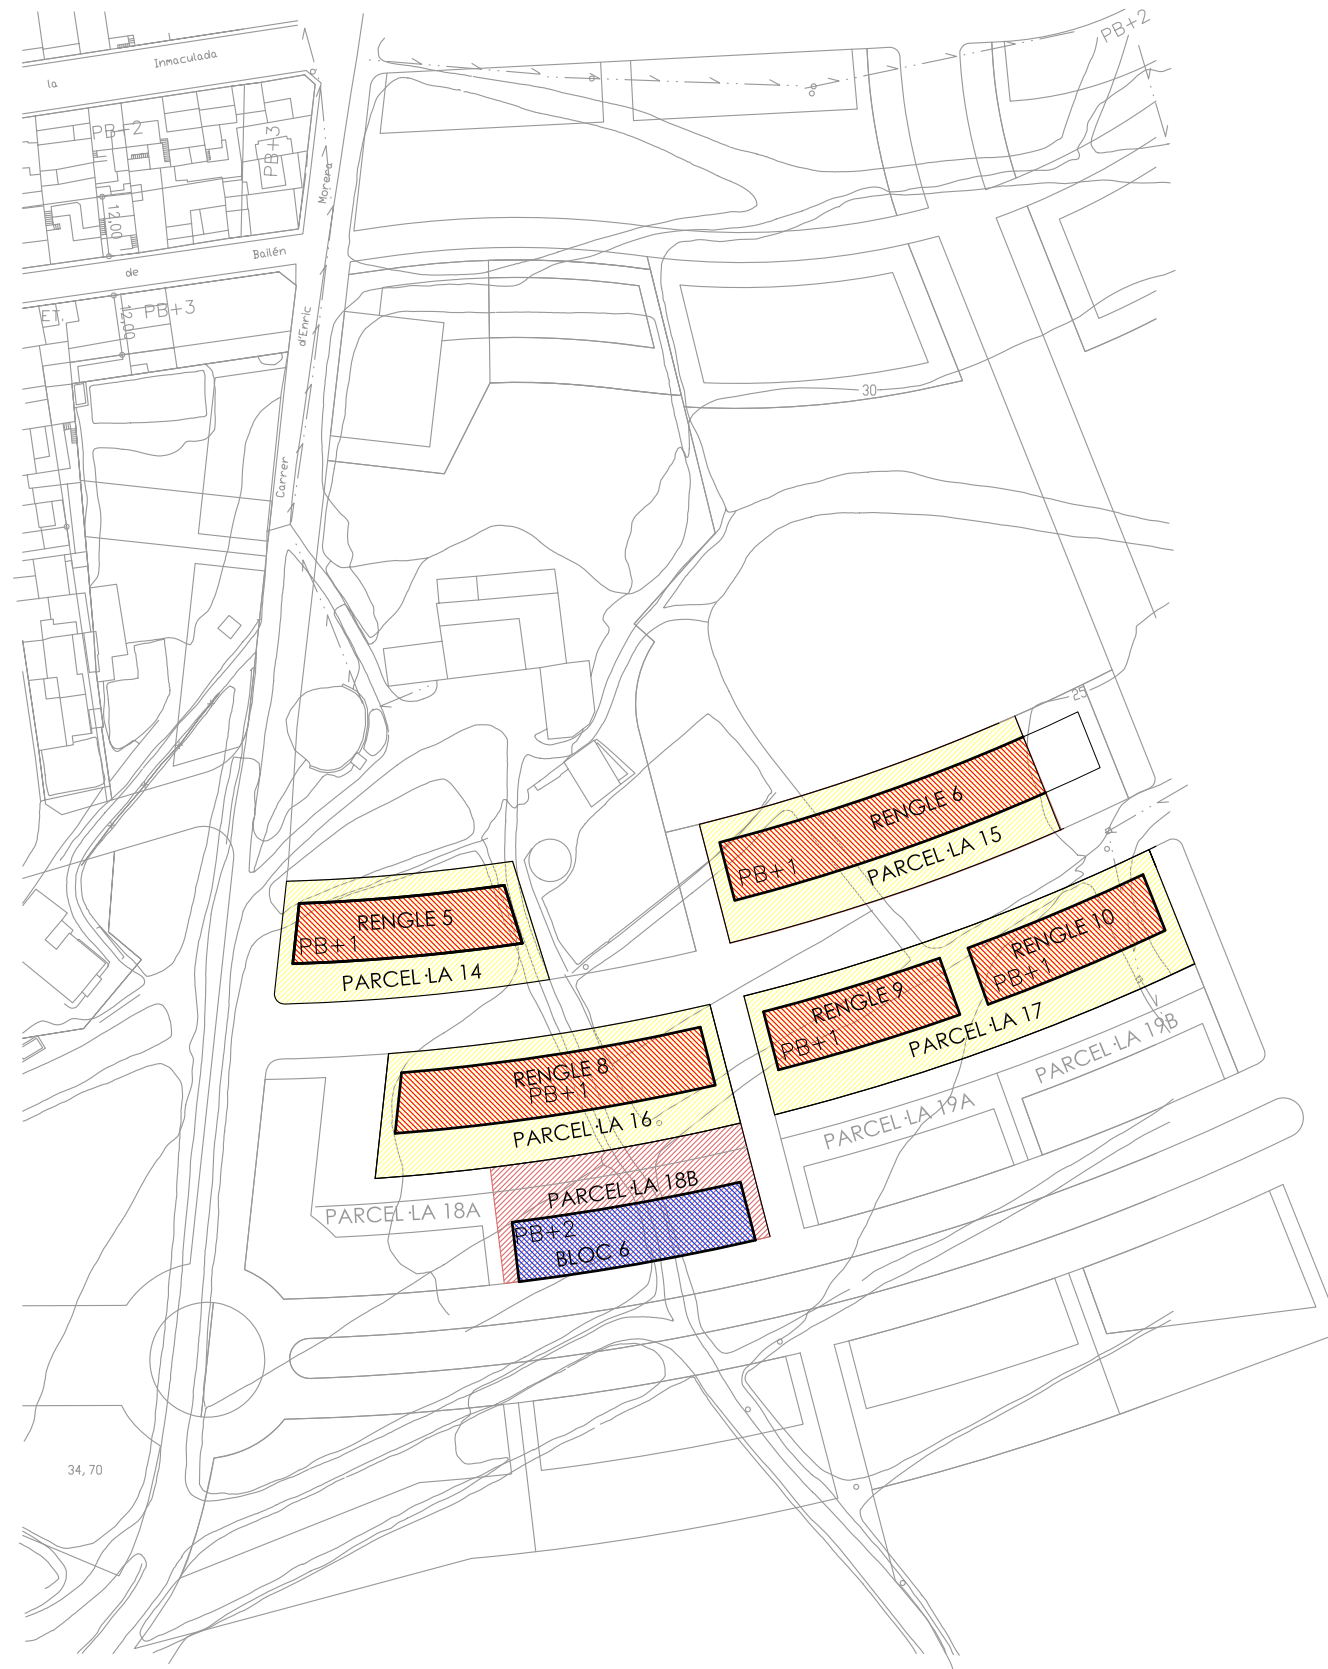 PB+2
Inmaculada
la
PB+2
PB+3
Morera
12,00
Bailén
de
ET.
12,00
PB+3
d'Enric
30
Carrer
25
RENGLE 6
PARCEL·LA 15
PB+1
RENGLE 5
PB+1
PARCEL·LA 14
RENGLE 10
PB+1
RENGLE 9
PB+1
PARCEL·LA 17
PARCEL·LA 19B
RENGLE 8
PB+1
PARCEL·LA 16
PARCEL·LA 19A
PARCEL·LA 18B
PARCEL·LA 18A
PB+2
BLOC 6
34,70